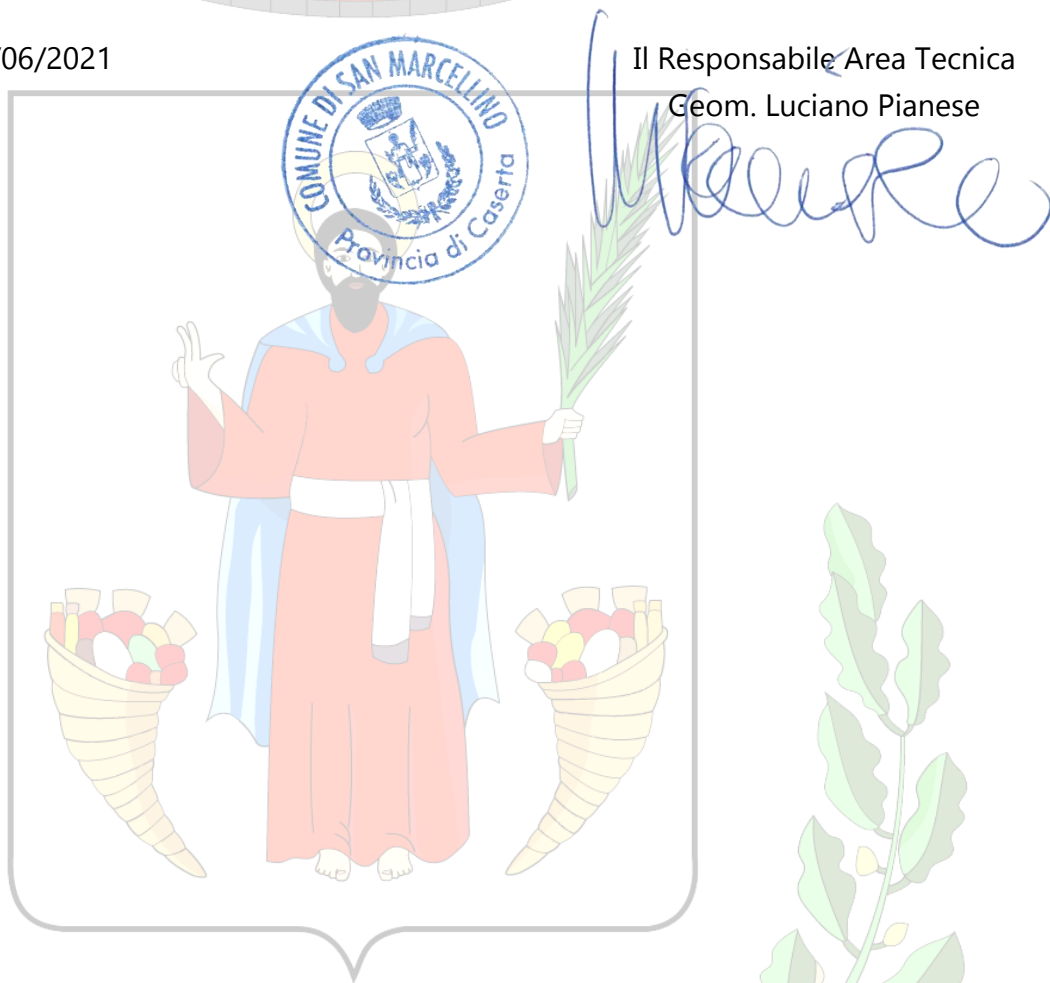 /06/2021
Il Responsabile Area Tecnica
Geom. Luciano Pianese
COMUNE DI SAN MARCELLINO
Provincia di Caserta